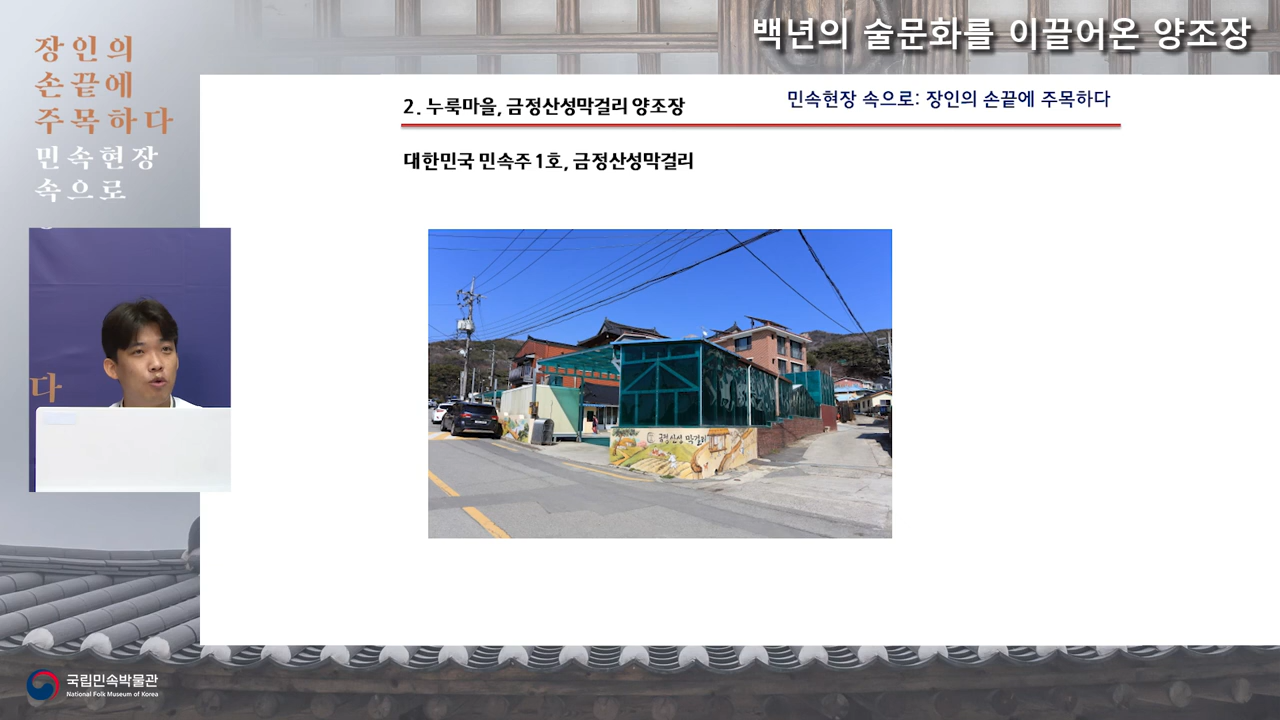 백년의 술문화를 이끌어온 양조장
장인의
손끝에
주목하다
민속현장
속으로
2. 누룩마을, 금정산성막걸리 양조장
민속현장 속으로: 장인의 손끝에 주목하다
대한민국 민속주 1호, 금정산성막걸리
금정산성 막걸리
다
국립민속박물관
National Folk Museum of Korea